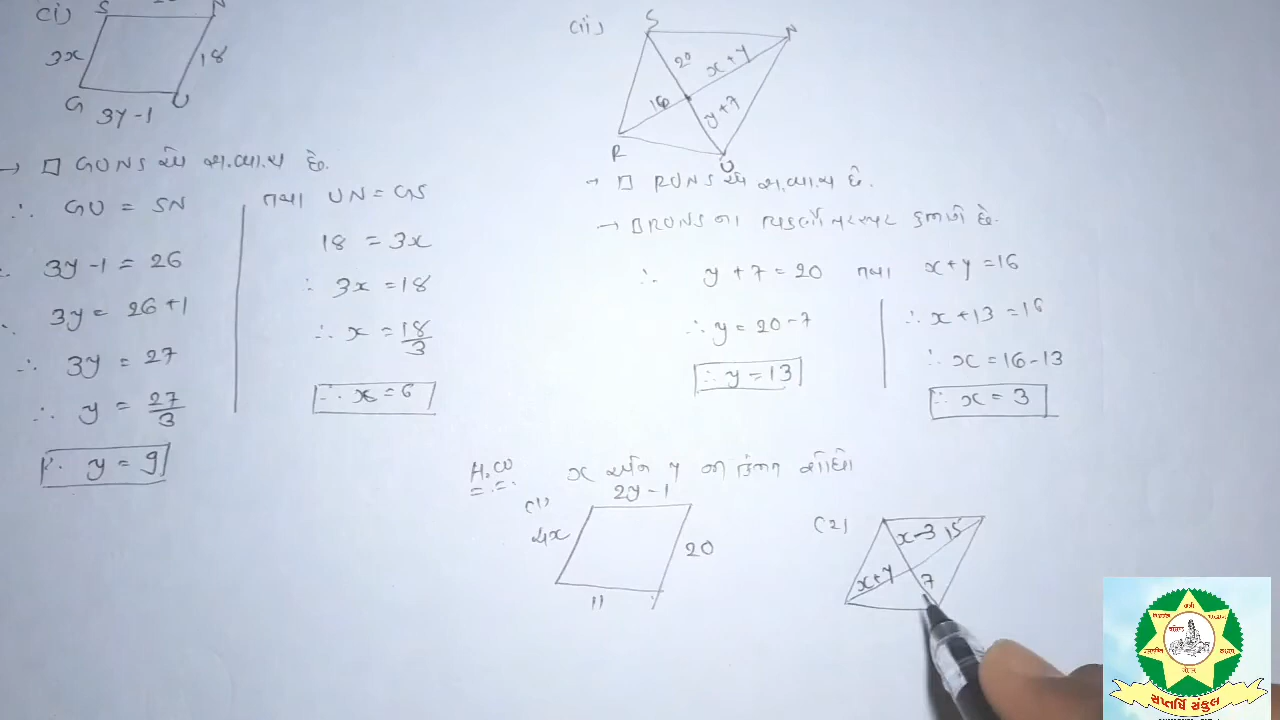 (i) S N
3x 18
G U
3y-1
→ □ GUNS એ સ.બા.ચ છે.
∴ GU = SN
3y-1 = 26
3y = 26+1
∴ 3y = 27
∴ y = 27/3
∴ y = 9
તથા UN = GS
18 = 3x
∴ 3x = 18
∴ x = 18/3
∴ x = 6
(ii) S N
20 x+y
16 y+7
R U
→ □ RUNS એ સ.બા.ચ છે.
→ □RUNS ના વિકર્ણો પરસ્પર દુભાગે છે.
∴ y+7=20 તથા x+y=16
∴ y = 20-7
∴ y = 13
∴ x+13=16
∴ x = 16-13
∴ x = 3
H.W x અને y ની કિંમત શોધો
(1) 2y-1
4x 20
11
(2) x-3 15
x+y 7
સપ્તર્ષિ સંકુલ